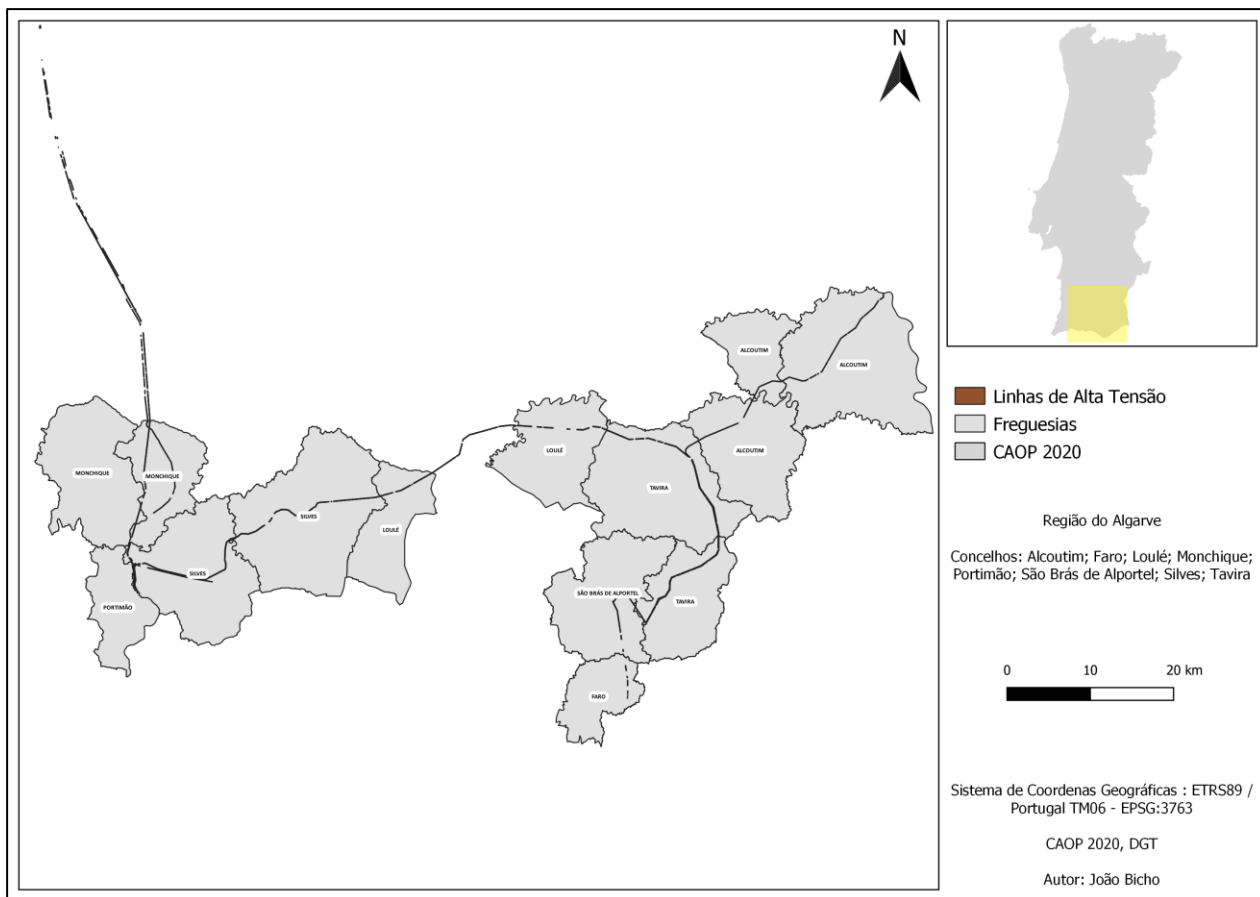 N
ALCOUTIM
ALCOUTIM
ALCOUTIM
LOULÉ
MONCHIQUE
MONCHIQUE
TAVIRA
SILVES
LOULÉ
SILVES
SÃO BRÁS DE ALPORTEL
TAVIRA
PORTIMÃO
FARO
Linhas de Alta Tensão
Freguesias
CAOP 2020
Região do Algarve
Concelhos: Alcoutim; Faro; Loulé; Monchique;
Portimão; São Brás de Alportel; Silves; Tavira
0 10 20 km
Sistema de Coordenas Geográficas : ETRS89 /
Portugal TM06 - EPSG:3763
CAOP 2020, DGT
Autor: João Bicho